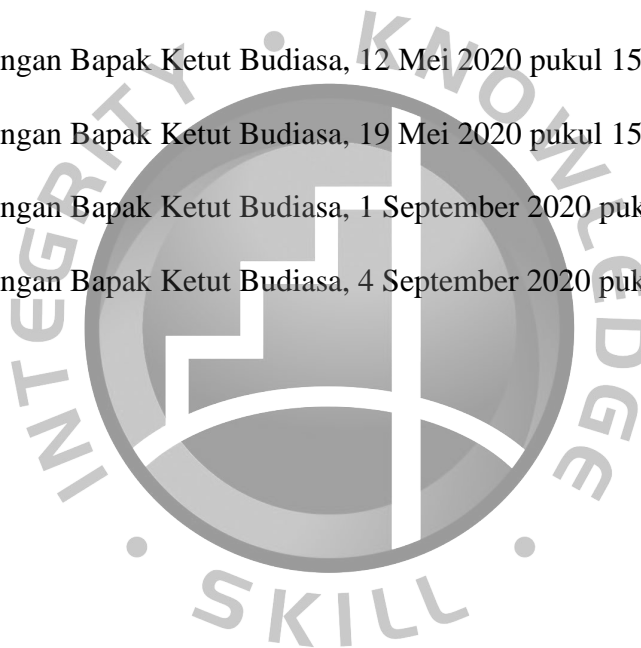 ngan Bapak Ketut Budiasa, 12 Mei 2020 pukul 15
ngan Bapak Ketut Budiasa, 19 Mei 2020 pukul 15
ngan Bapak Ketut Budiasa, 1 September 2020 puk
ngan Bapak Ketut Budiasa, 4 September 2020 puk
INTEGRITY • KNOWLEDGE • SKILL •